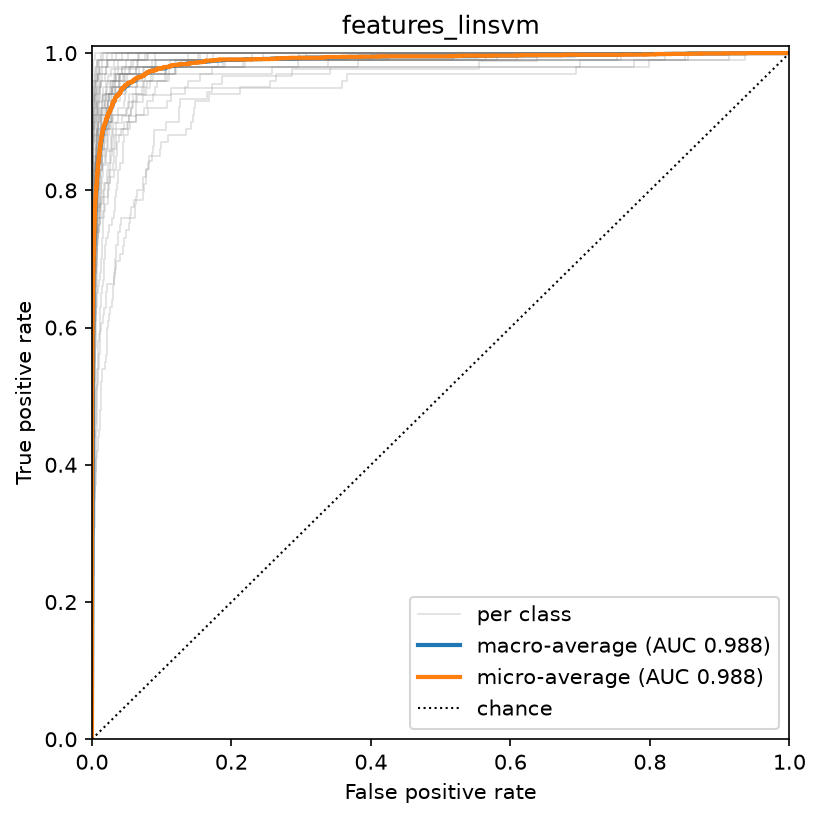 features_linsvm
1.0
0.8
0.6
0.4
0.2
0.0
True positive rate
per class
macro-average (AUC 0.988)
micro-average (AUC 0.988)
chance
0.0 0.2 0.4 0.6 0.8 1.0
False positive rate